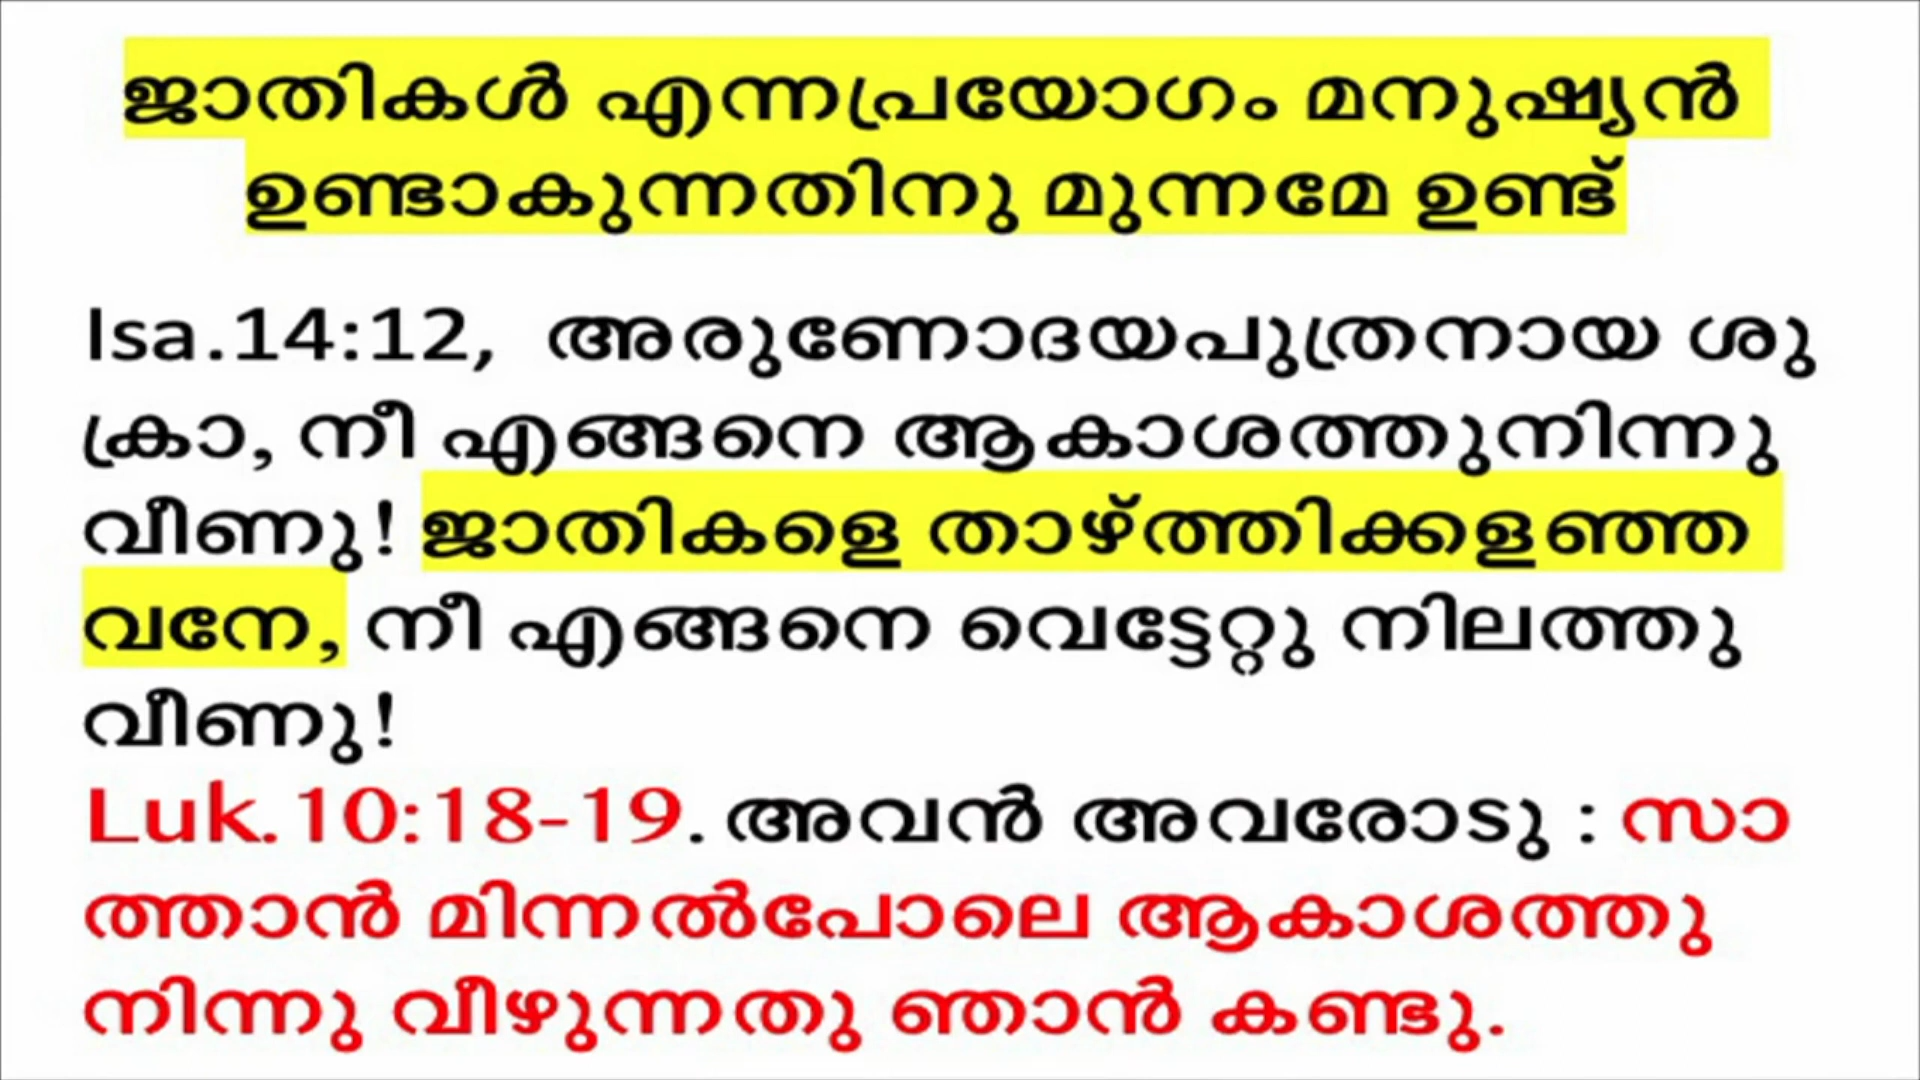 ജാതികൾ എന്നപ്രയോഗം മനുഷ്യൻ
ഉണ്ടാകുന്നതിനു മുന്നമേ ഉണ്ട്
Isa.14:12, അരുണോദയപുത്രനായ ശു
ക്രാ, നീ എങ്ങനെ ആകാശത്തുനിന്നു
വീണു! ജാതികളെ താഴ്ത്തിക്കളഞ്ഞ
വനേ, നീ എങ്ങനെ വെട്ടേറ്റു നിലത്തു
വീണു!
Luk.10:18-19. അവൻ അവരോടു : സാ
ത്താൻ മിന്നൽപോലെ ആകാശത്തു
നിന്നു വീഴുന്നതു ഞാൻ കണ്ടു.